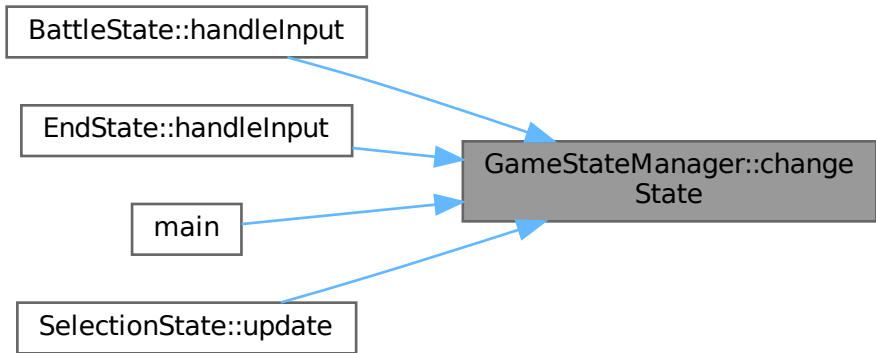 BattleState::handleInput
EndState::handleInput
GameStateManager::change
State
main
SelectionState::update